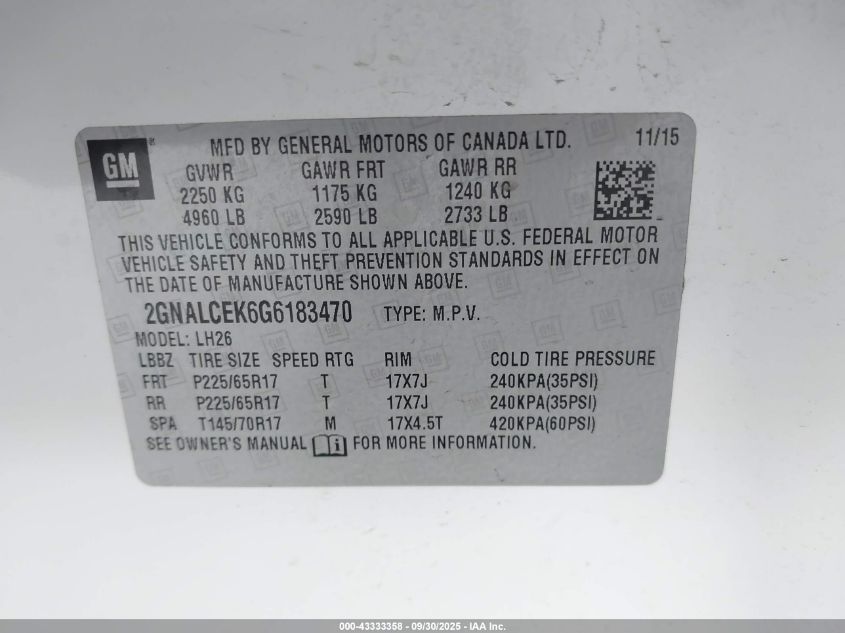 GM
MFD BY GENERAL MOTORS OF CANADA LTD. 11/15
GVWR GAWR FRT GAWR RR
2250 KG 1175 KG 1240 KG
4960 LB 2590 LB 2733 LB
THIS VEHICLE CONFORMS TO ALL APPLICABLE U.S. FEDERAL MOTOR
VEHICLE SAFETY AND THEFT PREVENTION STANDARDS IN EFFECT ON
THE DATE OF MANUFACTURE SHOWN ABOVE.
2GNALCEK6G6183470 TYPE: M.P.V.
MODEL: LH26
LBBZ TIRE SIZE SPEED RTG RIM COLD TIRE PRESSURE
FRT P225/65R17 T 17X7J 240KPA(35PSI)
RR P225/65R17 T 17X7J 240KPA(35PSI)
SPA T145/70R17 M 17X4.5T 420KPA(60PSI)
SEE OWNER'S MANUAL i FOR MORE INFORMATION.
000-43333358 - 09/30/2025 - IAA Inc.